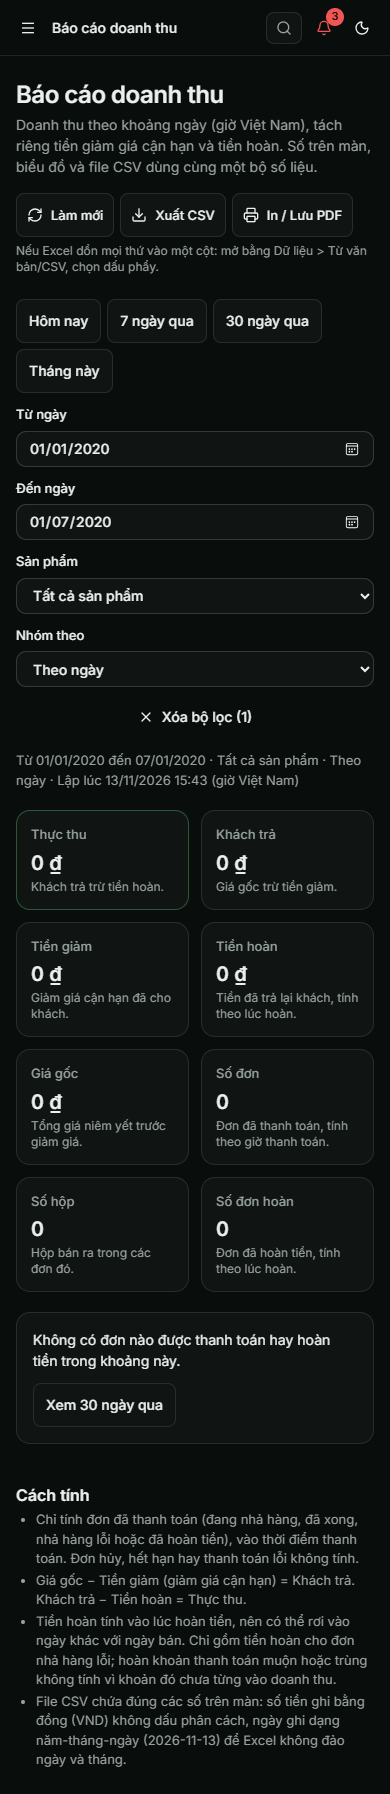 Báo cáo doanh thu
3
Báo cáo doanh thu
Doanh thu theo khoảng ngày (giờ Việt Nam), tách
riêng tiền giảm giá cận hạn và tiền hoàn. Số trên màn,
biểu đồ và file CSV dùng cùng một bộ số liệu.
Làm mới
Xuất CSV
In / Lưu PDF
Nếu Excel dồn mọi thứ vào một cột: mở bằng Dữ liệu > Từ văn
bản/CSV, chọn dấu phẩy.
Hôm nay
7 ngày qua
30 ngày qua
Tháng này
Từ ngày
01/01/2020
Đến ngày
01/07/2020
Sản phẩm
Tất cả sản phẩm
Nhóm theo
Theo ngày
Xóa bộ lọc (1)
Từ 01/01/2020 đến 07/01/2020 · Tất cả sản phẩm · Theo
ngày · Lập lúc 13/11/2026 15:43 (giờ Việt Nam)
Thực thu
0 ₫
Khách trả trừ tiền hoàn.
Khách trả
0 ₫
Giá gốc trừ tiền giảm.
Tiền giảm
0 ₫
Giảm giá cận hạn đã cho
khách.
Tiền hoàn
0 ₫
Tiền đã trả lại khách, tính
theo lúc hoàn.
Giá gốc
0 ₫
Tổng giá niêm yết trước
giảm giá.
Số đơn
0
Đơn đã thanh toán, tính
theo giờ thanh toán.
Số hộp
0
Hộp bán ra trong các
đơn đó.
Số đơn hoàn
0
Đơn đã hoàn tiền, tính
theo lúc hoàn.
Không có đơn nào được thanh toán hay hoàn
tiền trong khoảng này.
Xem 30 ngày qua
Cách tính
• Chỉ tính đơn đã thanh toán (đang nhả hàng, đã xong,
nhả hàng lỗi hoặc đã hoàn tiền), vào thời điểm thanh
toán. Đơn hủy, hết hạn hay thanh toán lỗi không tính.
• Giá gốc − Tiền giảm (giảm giá cận hạn) = Khách trả.
Khách trả − Tiền hoàn = Thực thu.
• Tiền hoàn tính vào lúc hoàn tiền, nên có thể rơi vào
ngày khác với ngày bán. Chỉ gồm tiền hoàn cho đơn
nhả hàng lỗi; hoàn khoản thanh toán muộn hoặc trùng
không tính vì khoản đó chưa từng vào doanh thu.
• File CSV chứa đúng các số trên màn: số tiền ghi bằng
đồng (VND) không dấu phân cách, ngày ghi dạng
năm-tháng-ngày (2026-11-13) để Excel không đảo
ngày và tháng.